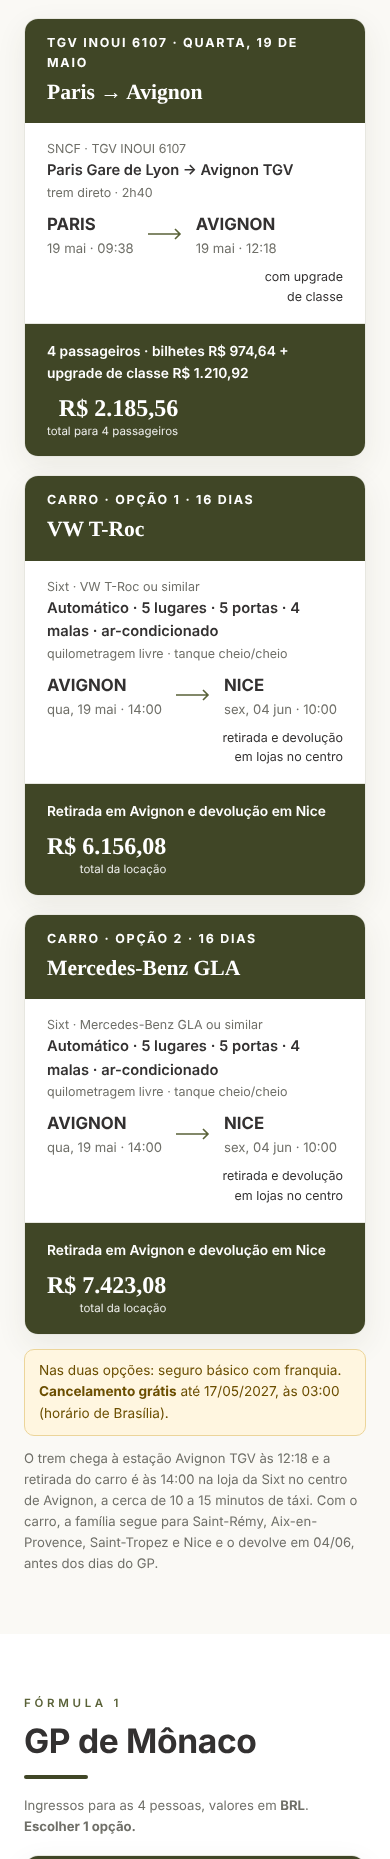 TGV INOUI 6107 · QUARTA, 19 DE
MAIO
Paris → Avignon
SNCF · TGV INOUI 6107
Paris Gare de Lyon → Avignon TGV
trem direto · 2h40
PARIS
19 mai · 09:38
AVIGNON
19 mai · 12:18
com upgrade
de classe
4 passageiros · bilhetes R$ 974,64 +
upgrade de classe R$ 1.210,92
R$ 2.185,56
total para 4 passageiros
CARRO · OPÇÃO 1 · 16 DIAS
VW T-Roc
Sixt · VW T-Roc ou similar
Automático · 5 lugares · 5 portas · 4
malas · ar-condicionado
quilometragem livre · tanque cheio/cheio
AVIGNON
qua, 19 mai · 14:00
NICE
sex, 04 jun · 10:00
retirada e devolução
em lojas no centro
Retirada em Avignon e devolução em Nice
R$ 6.156,08
total da locação
CARRO · OPÇÃO 2 · 16 DIAS
Mercedes-Benz GLA
Sixt · Mercedes-Benz GLA ou similar
Automático · 5 lugares · 5 portas · 4
malas · ar-condicionado
quilometragem livre · tanque cheio/cheio
AVIGNON
qua, 19 mai · 14:00
NICE
sex, 04 jun · 10:00
retirada e devolução
em lojas no centro
Retirada em Avignon e devolução em Nice
R$ 7.423,08
total da locação
Nas duas opções: seguro básico com franquia.
Cancelamento grátis até 17/05/2027, às 03:00
(horário de Brasília).
O trem chega à estação Avignon TGV às 12:18 e a
retirada do carro é às 14:00 na loja da Sixt no centro
de Avignon, a cerca de 10 a 15 minutos de táxi. Com o
carro, a família segue para Saint-Rémy, Aix-en-
Provence, Saint-Tropez e Nice e o devolve em 04/06,
antes dos dias do GP.
FÓRMULA 1
GP de Mônaco
Ingressos para as 4 pessoas, valores em BRL.
Escolher 1 opção.